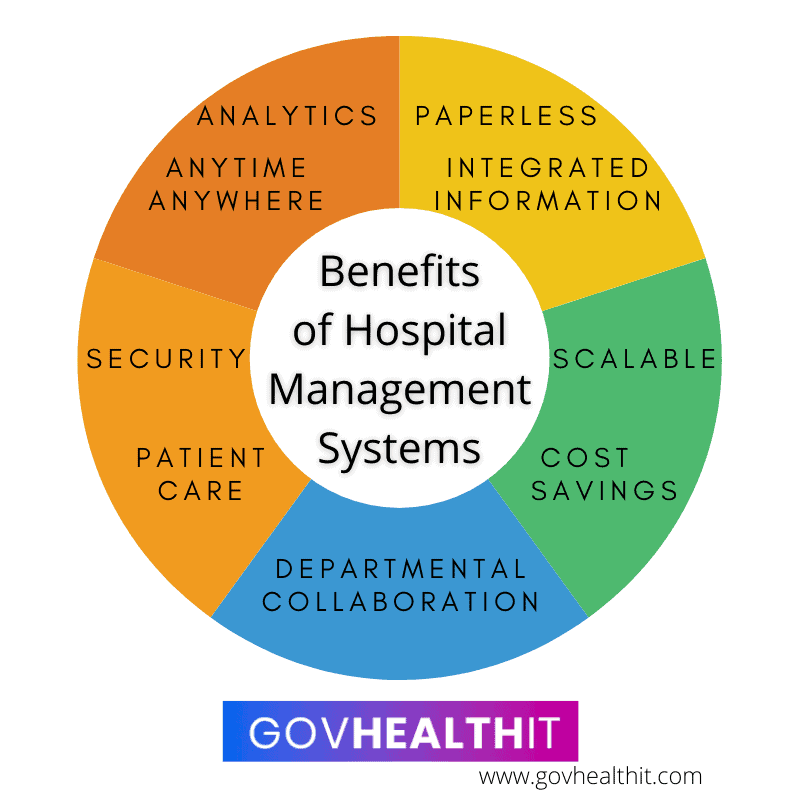 ANALYTICS
ANYTIME
ANYWHERE
PAPERLESS
INTEGRATED
INFORMATION
Benefits
of Hospital
Management
Systems
SECURITY
PATIENT
CARE
SCALABLE
COST
SAVINGS
DEPARTMENTAL
COLLABORATION
GOVHEALTHIT
www.govhealthit.com